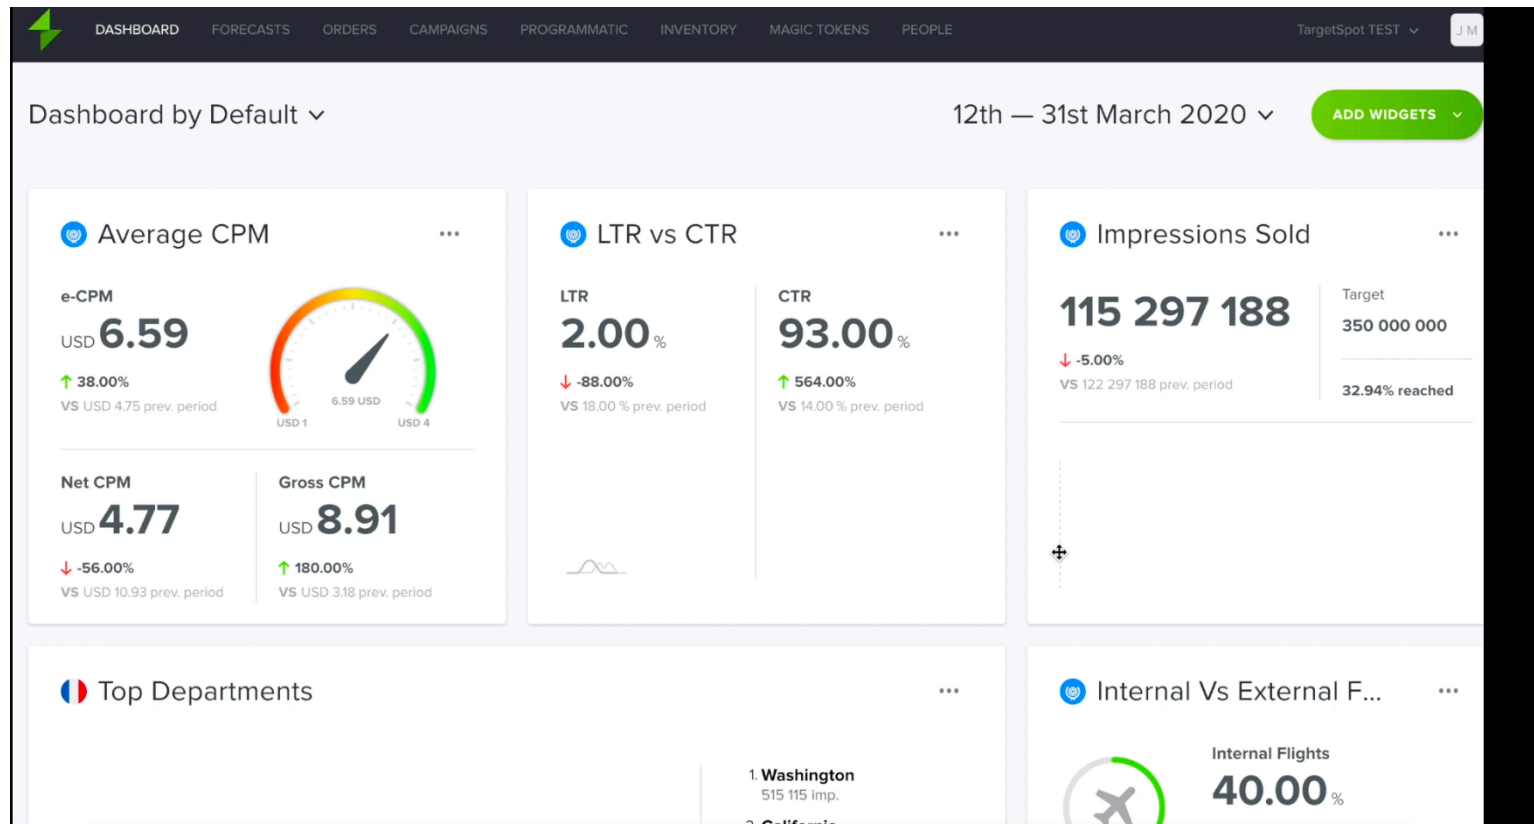 DASHBOARD FORECASTS ORDERS CAMPAIGNS PROGRAMMATIC INVENTORY MAGIC TOKENS PEOPLE TargetSpot TEST J M
Dashboard by Default
12th — 31st March 2020
ADD WIDGETS
Average CPM
e-CPM
USD 6.59
38.00%
VS USD 4.75 prev. period
6.59 USD
USD 1
USD 4
Net CPM
USD 4.77
-56.00%
VS USD 10.93 prev. period
Gross CPM
USD 8.91
180.00%
VS USD 3.18 prev. period
LTR vs CTR
LTR
2.00 %
-88.00%
VS 18.00 % prev. period
CTR
93.00 %
564.00%
VS 14.00 % prev. period
Impressions Sold
115 297 188
-5.00%
VS 122 297 188 prev. period
Target
350 000 000
32.94% reached
Top Departments
1. Washington
515 115 imp.
2. California
Internal Vs External F...
Internal Flights
40.00 %